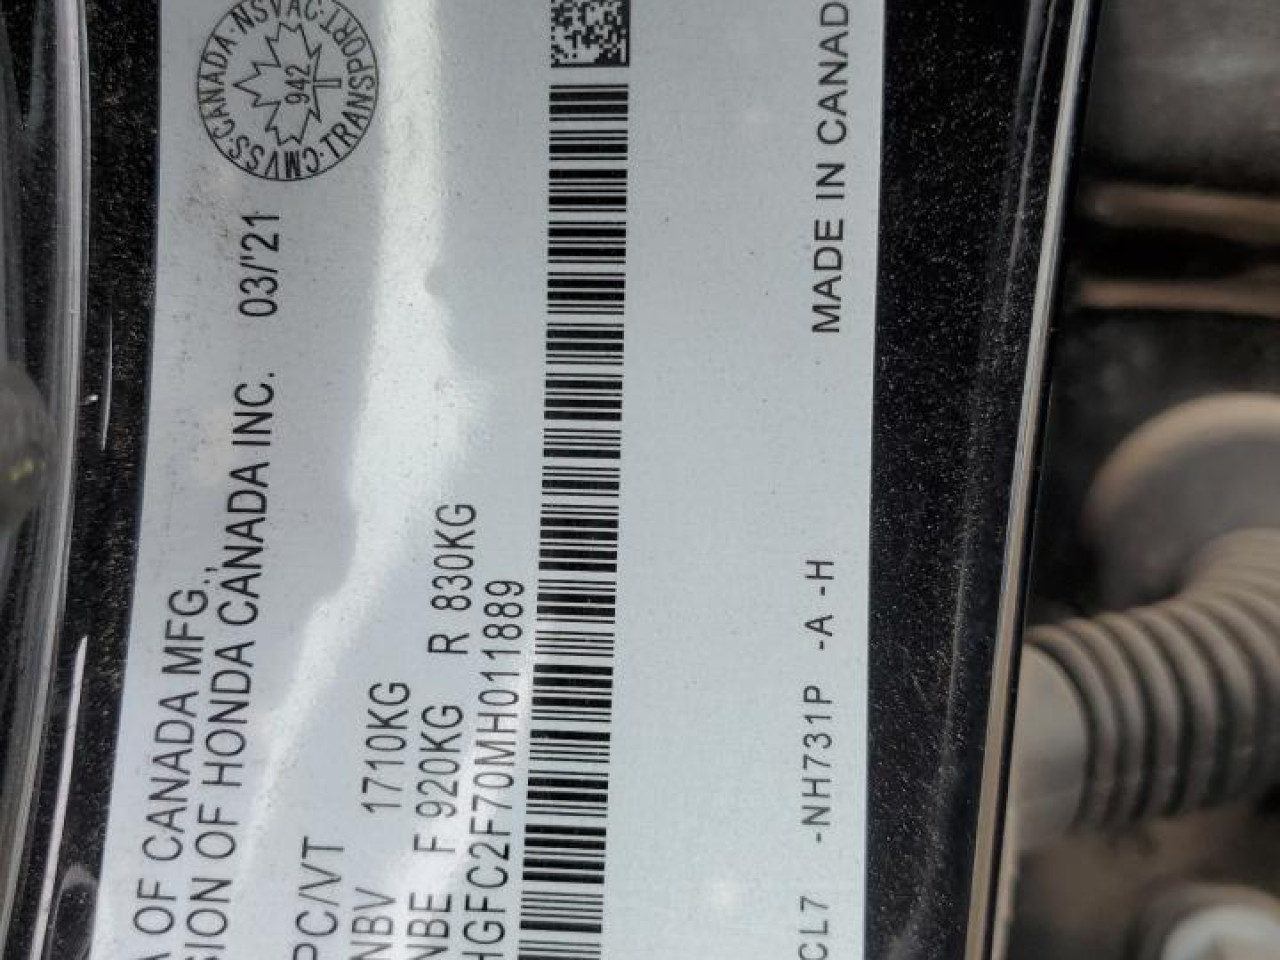 A OF CANADA MFG.,
SION OF HONDA CANADA INC. 03/'21
CANADA·NSVAC·TRANSPORT·CMVSS·
942
PC/VT
NBV 1710KG
NBE F 920KG R 830KG
HGFC2F70MH011889
CL7 -NH731P -A -H
MADE IN CANAD